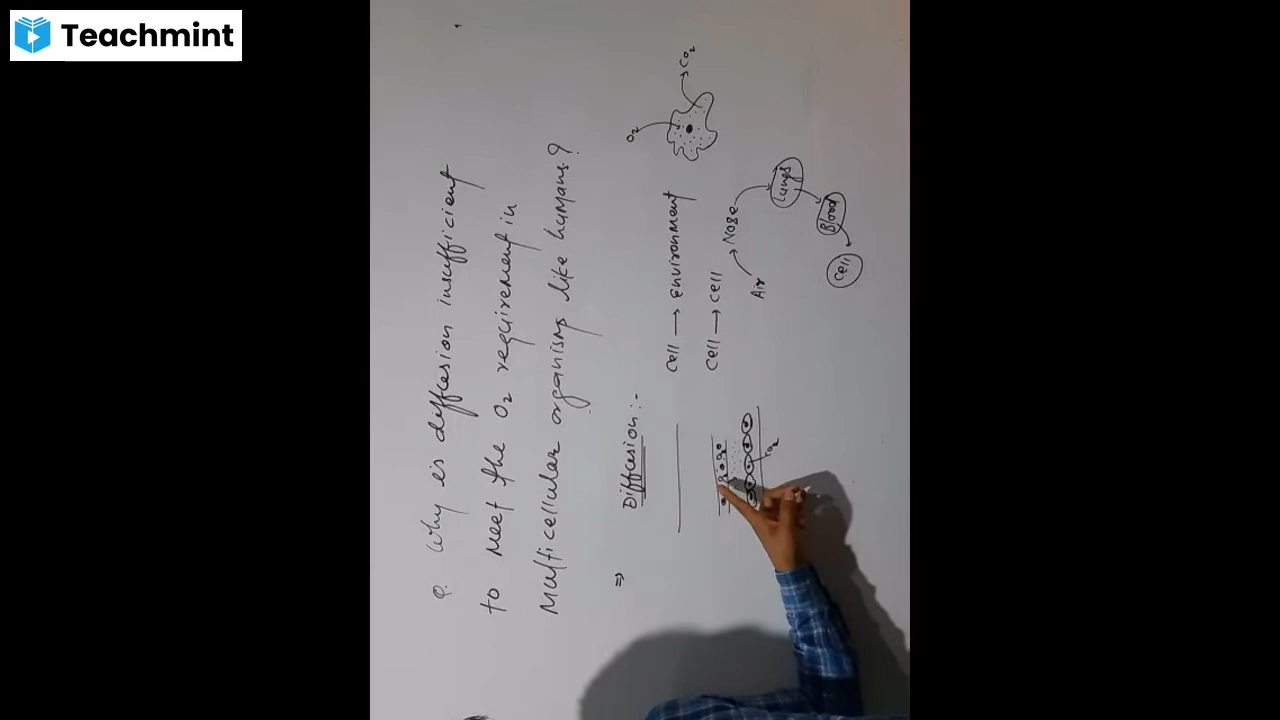 Teachmint
Q. Why is diffusion insufficient
to meet the O2 requirement in
Multicellular organisms like humans?
⇒ Diffusion:-
Cell → Environment
Cell → Cell
O2
CO2
Air → Nose → Lungs → Blood → Cell